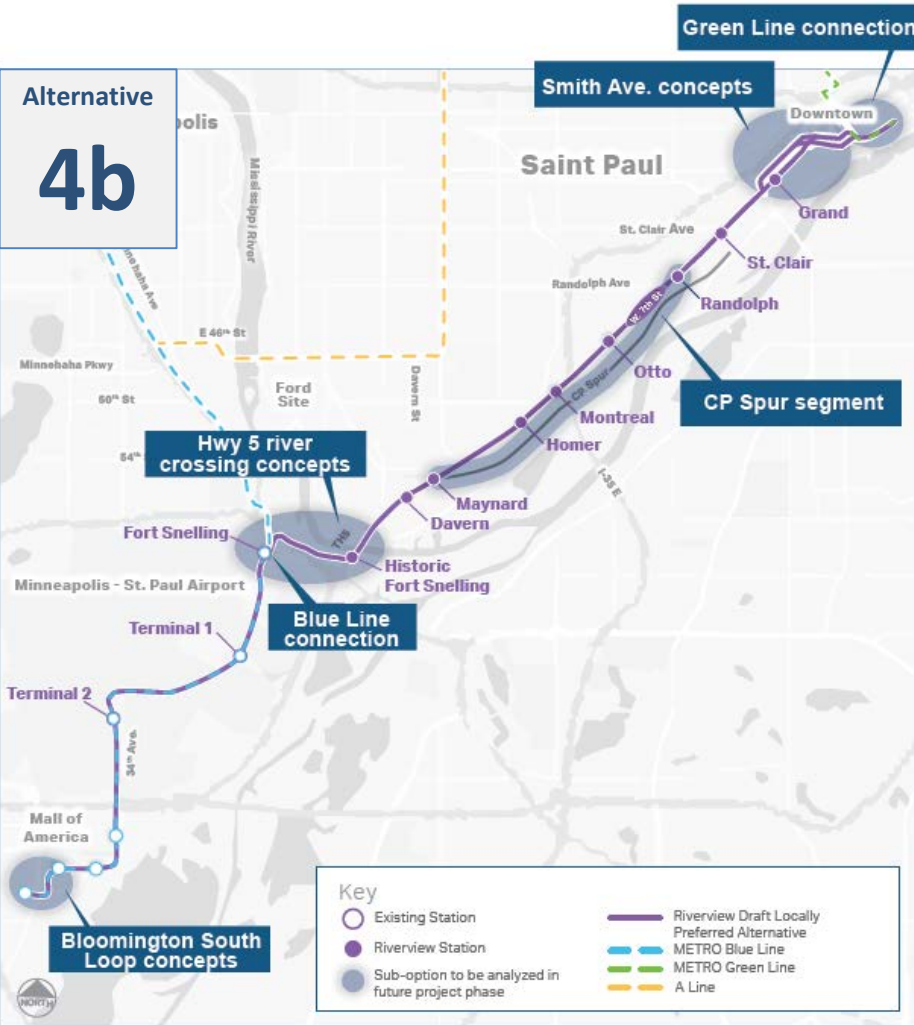 Green Line connection
Alternative
4b
Smith Ave. concepts
Downtown
Mississippi River
Saint Paul
Grand
St. Clair Ave
St. Clair
Randolph Ave
Randolph
W. 7th St
E 46th St
Otto
Minnehaha Pkwy
Davern St
CP Spur
50th St
Ford
Site
CP Spur segment
Montreal
Homer
Hwy 5 river
crossing concepts
54th
I-35 E
Maynard
Davern
Fort Snelling
TH5
Historic
Fort Snelling
Minneapolis - St. Paul Airport
Blue Line
connection
Terminal 1
Terminal 2
34th Ave.
Mall of
America
Bloomington South
Loop concepts
Key
Existing Station
Riverview Station
Sub-option to be analyzed in
future project phase
Riverview Draft Locally
Preferred Alternative
METRO Blue Line
METRO Green Line
A Line
NORTH